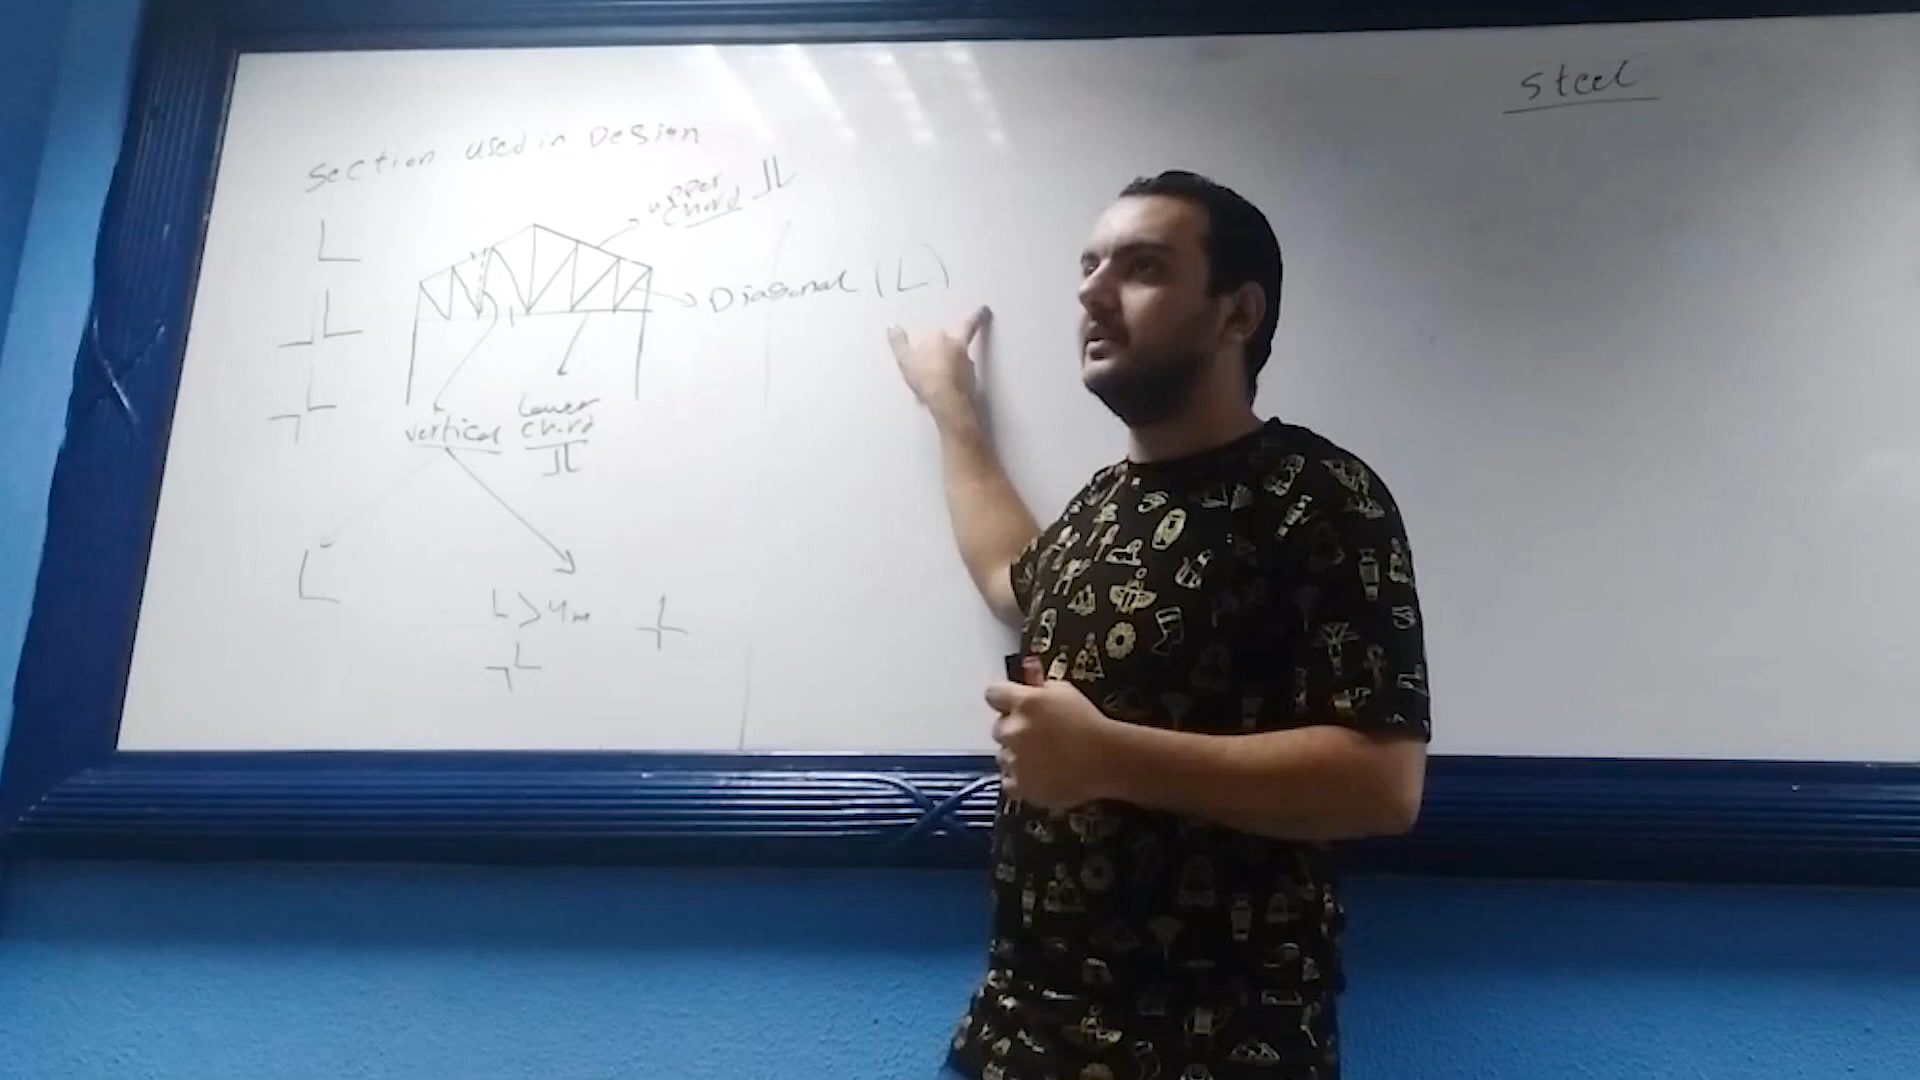 Steel
Section used in Design
upper
chord
Diagonal (L)
vertical
Lower
chord
L > 4m